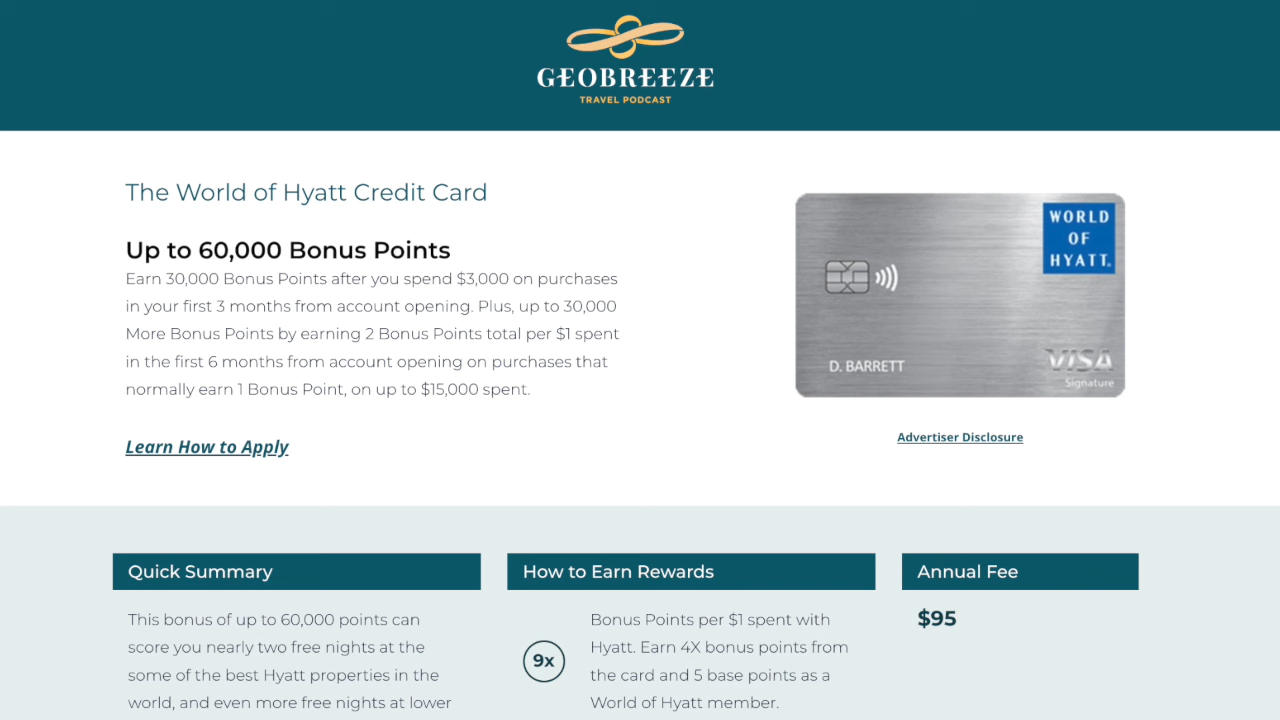 GEOBREEZE
TRAVEL PODCAST
The World of Hyatt Credit Card
Up to 60,000 Bonus Points
Earn 30,000 Bonus Points after you spend $3,000 on purchases
in your first 3 months from account opening. Plus, up to 30,000
More Bonus Points by earning 2 Bonus Points total per $1 spent
in the first 6 months from account opening on purchases that
normally earn 1 Bonus Point, on up to $15,000 spent.
Learn How to Apply
WORLD
OF
HYATT.
D. BARRETT
VISA
Signature
Advertiser Disclosure
Quick Summary
This bonus of up to 60,000 points can
score you nearly two free nights at the
some of the best Hyatt properties in the
world, and even more free nights at lower
How to Earn Rewards
9x
Bonus Points per $1 spent with
Hyatt. Earn 4X bonus points from
the card and 5 base points as a
World of Hyatt member.
Annual Fee
$95